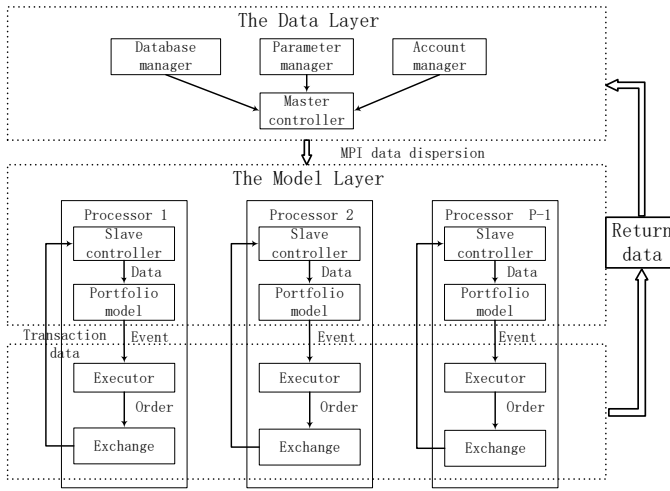 The Data Layer
Database
manager
Parameter
manager
Account
manager
Master
controller
MPI data dispersion
The Model Layer
Processor 1
Processor 2
Processor P-1
Slave
controller
Slave
controller
Slave
controller
Return
data
Data
Data
Data
Portfolio
model
Portfolio
model
Portfolio
model
Transaction
data
Event
Event
Event
Executor
Executor
Executor
Order
Order
Order
Exchange
Exchange
Exchange